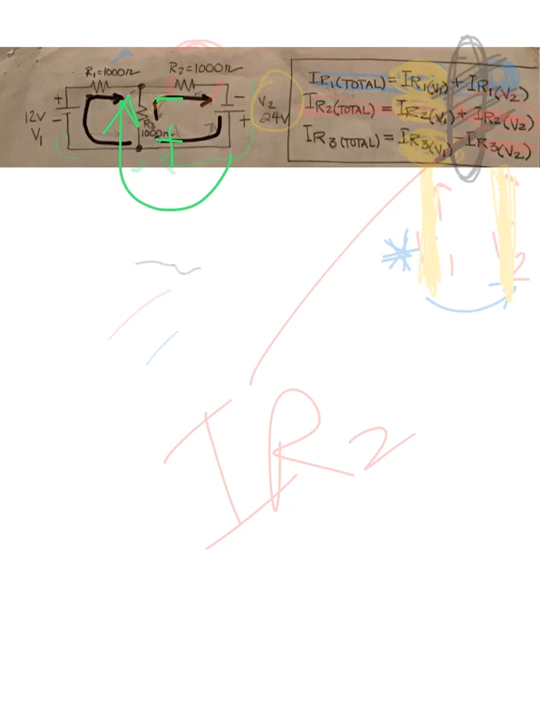 R₁=1000Ω R₂=1000Ω
+ − 
12V
V₁
R₃
1000Ω
V₂
24V
− +
IR1(TOTAL) = IR1(V1) + IR1(V2)
IR2(TOTAL) = IR2(V1) + IR2(V2)
IR3(TOTAL) = IR3(V1) − IR3(V2)
1 2
IR2